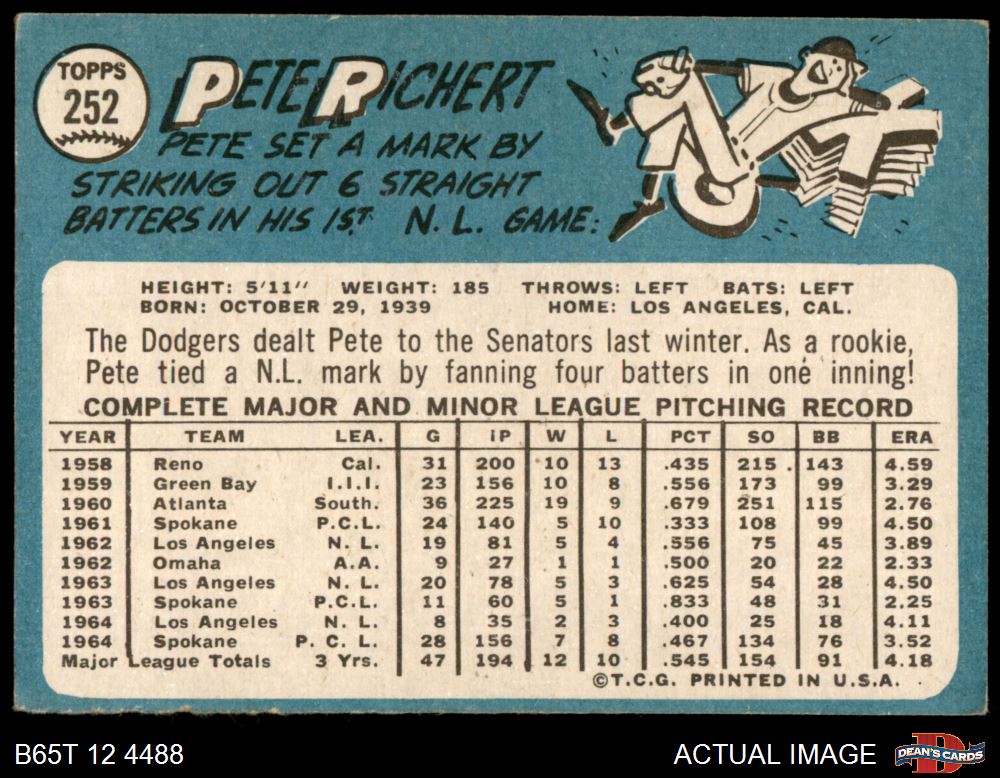 TOPPS
252
PETE RICHERT
PETE SET A MARK BY
STRIKING OUT 6 STRAIGHT
BATTERS IN HIS 1ST. N.L. GAME:
HEIGHT: 5'11" WEIGHT: 185 THROWS: LEFT BATS: LEFT
BORN: OCTOBER 29, 1939 HOME: LOS ANGELES, CAL.
The Dodgers dealt Pete to the Senators last winter. As a rookie,
Pete tied a N.L. mark by fanning four batters in one inning!
COMPLETE MAJOR AND MINOR LEAGUE PITCHING RECORD
YEAR TEAM LEA. G IP W L PCT SO BB ERA
1958 Reno Cal. 31 200 10 13 .435 215 143 4.59
1959 Green Bay I.I.I. 23 156 10 8 .556 173 99 3.29
1960 Atlanta South. 36 225 19 9 .679 251 115 2.76
1961 Spokane P.C.L. 24 140 5 10 .333 108 99 4.50
1962 Los Angeles N. L. 19 81 5 4 .556 75 45 3.89
1962 Omaha A.A. 9 27 1 1 .500 20 22 2.33
1963 Los Angeles N. L. 20 78 5 3 .625 54 28 4.50
1963 Spokane P.C.L. 11 60 5 1 .833 48 31 2.25
1964 Los Angeles N. L. 8 35 2 3 .400 25 18 4.11
1964 Spokane P. C. L. 28 156 7 8 .467 134 76 3.52
Major League Totals 3 Yrs. 47 194 12 10 .545 154 91 4.18
©T.C.G. PRINTED IN U.S.A.
B65T 12 4488 ACTUAL IMAGE DEAN'S CARDS